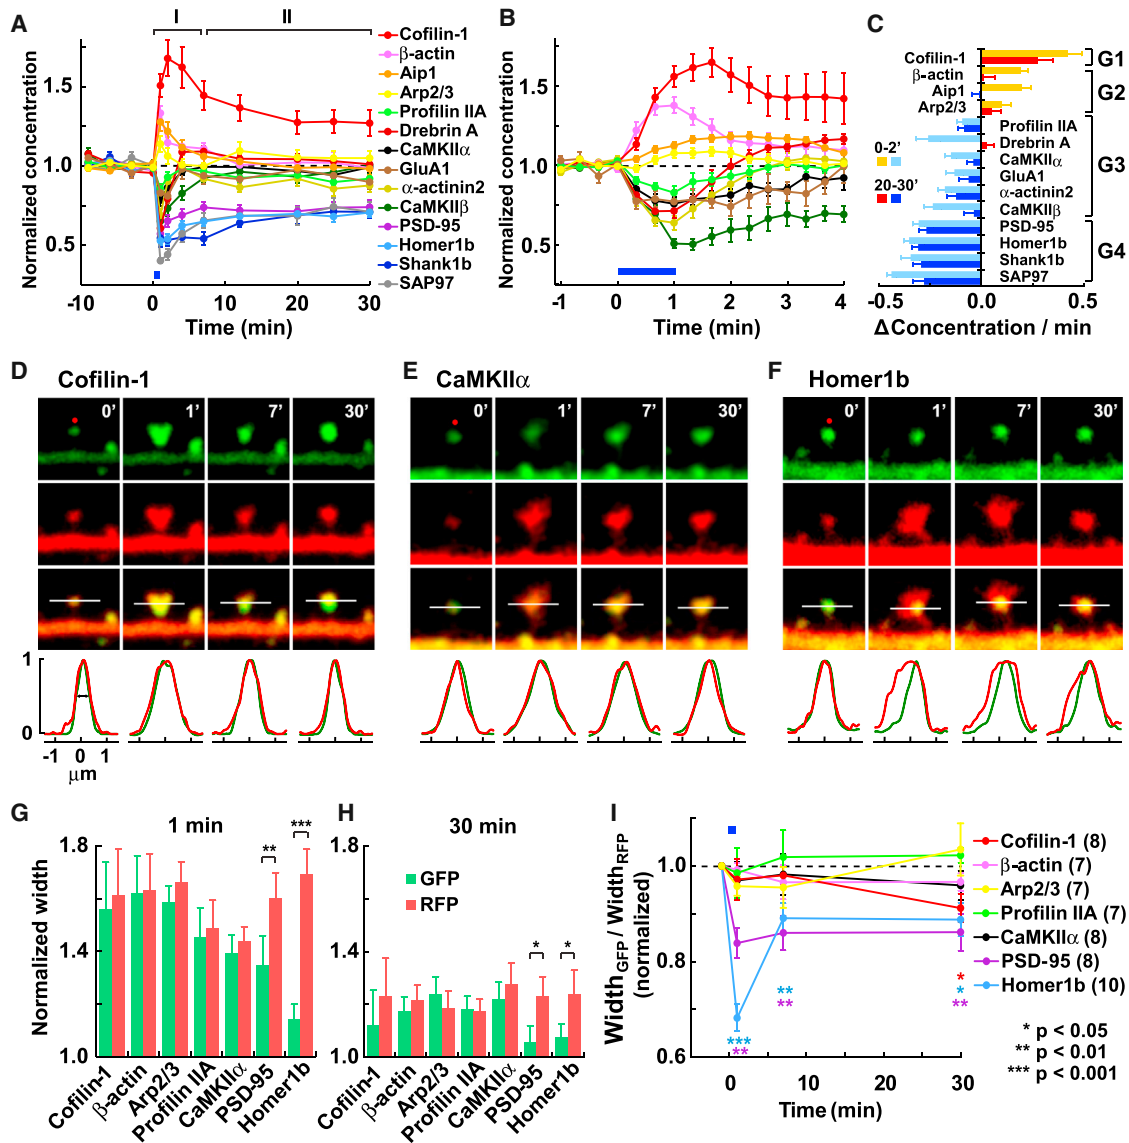 A
I
II
Normalized concentration
1.5
1.0
0.5
-10
0
10
20
30
Time (min)
Cofilin-1
β-actin
Aip1
Arp2/3
Profilin IIA
Drebrin A
CaMKIIα
GluA1
α-actinin2
CaMKIIβ
PSD-95
Homer1b
Shank1b
SAP97
B
Normalized concentration
1.5
1.0
0.5
-1
0
1
2
3
4
Time (min)
C
Cofilin-1
β-actin
Aip1
Arp2/3
Profilin IIA
Drebrin A
CaMKIIα
GluA1
α-actinin2
CaMKIIβ
PSD-95
Homer1b
Shank1b
SAP97
G1
G2
G3
G4
0-2'
20-30'
-0.5
0.0
0.5
ΔConcentration / min
D
Cofilin-1
0'
1'
7'
30'
1
0
-1
0
1
μm
E
CaMKIIα
0'
1'
7'
30'
F
Homer1b
0'
1'
7'
30'
G
1 min
Normalized width
1.8
1.4
1.0
**
***
Cofilin-1
β-actin
Arp2/3
Profilin IIA
CaMKIIα
PSD-95
Homer1b
H
30 min
1.8
1.4
1.0
GFP
RFP
*
*
Cofilin-1
β-actin
Arp2/3
Profilin IIA
CaMKIIα
PSD-95
Homer1b
I
WidthGFP / WidthRFP
(normalized)
1.0
0.8
0.6
0
10
20
30
Time (min)
***
**
**
**
*
*
**
Cofilin-1 (8)
β-actin (7)
Arp2/3 (7)
Profilin IIA (7)
CaMKIIα (8)
PSD-95 (8)
Homer1b (10)
* p < 0.05
** p < 0.01
*** p < 0.001